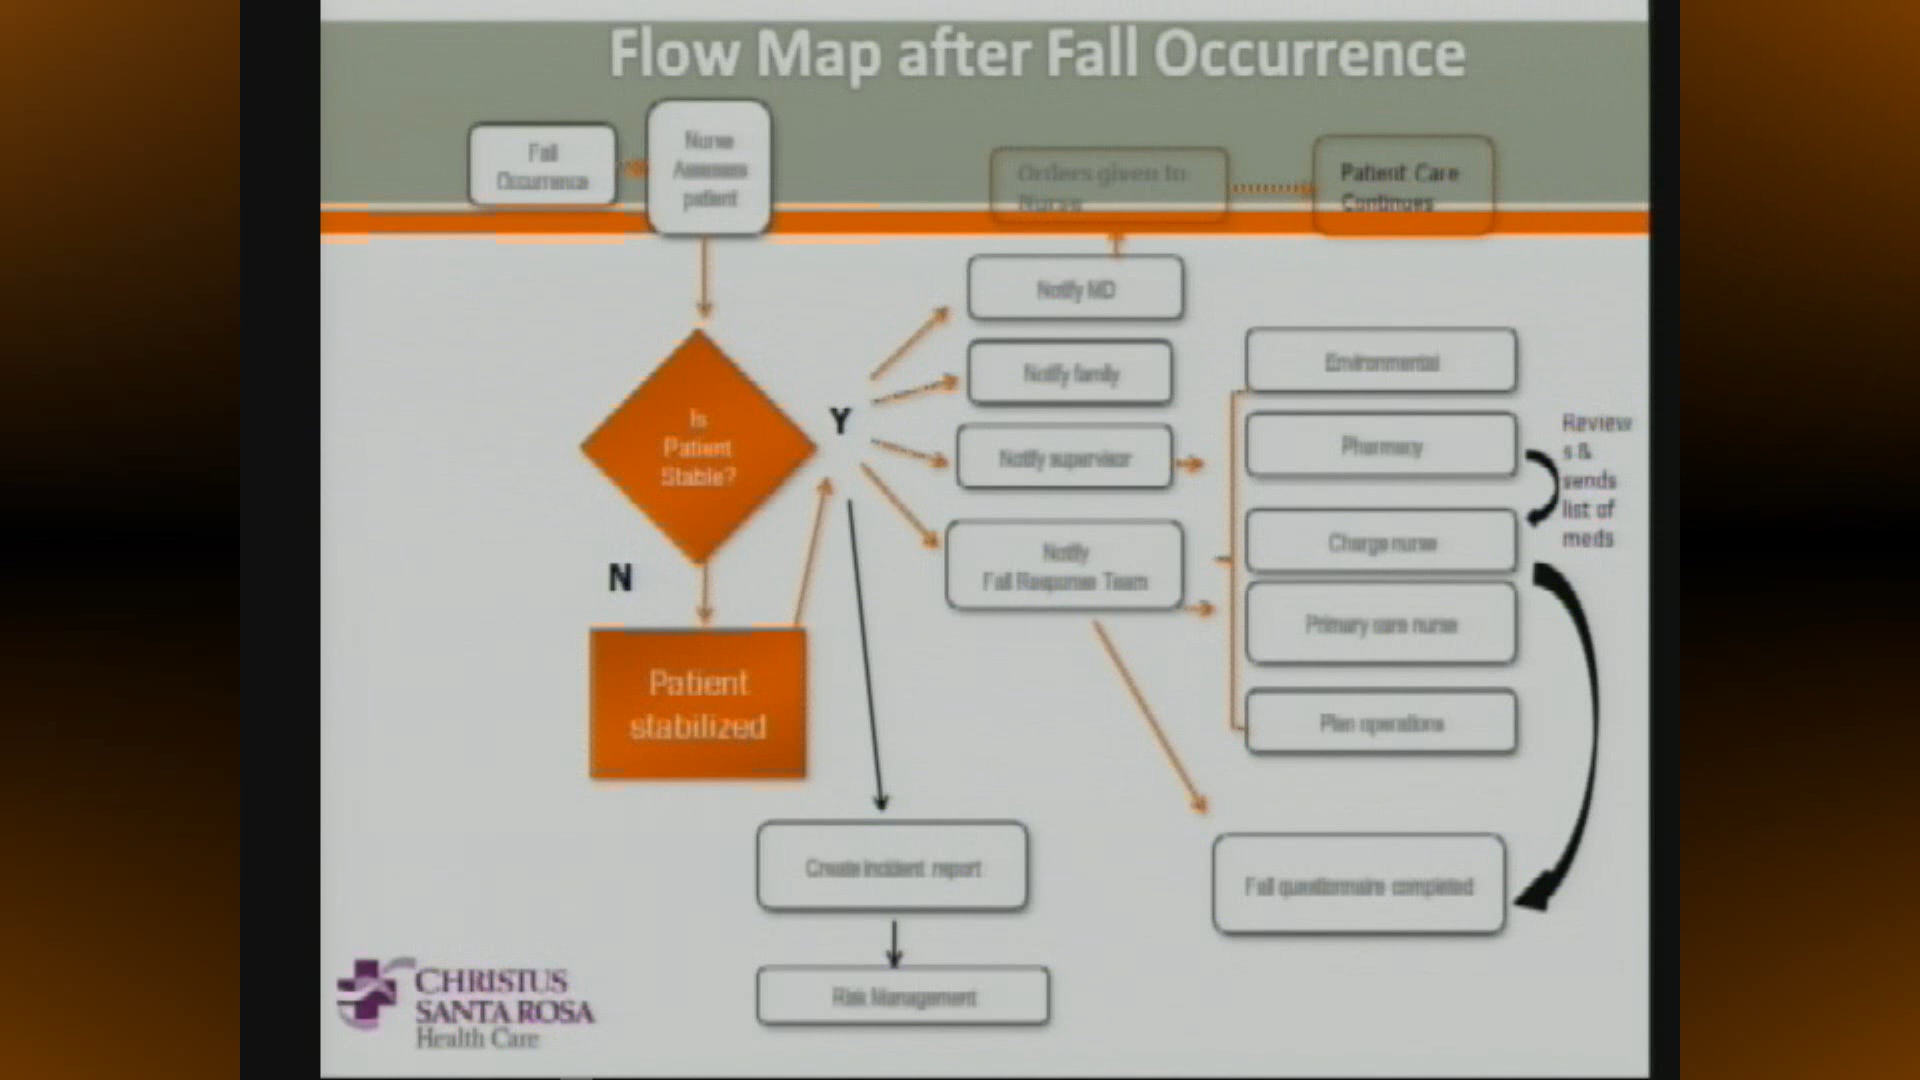 Flow Map after Fall Occurrence
Fall
Occurrence
Nurse
Assesses
patient
Orders given to
Nurse
Patient Care
Continues
Notify MD
Is
Patient
Stable?
Y
N
Patient
stabilized
Notify family
Notify supervisor
Notify
Fall Response Team
Environmental
Pharmacy
Charge nurse
Primary care nurse
Plan operations
Review
s &
sends
list of
meds
Create incident report
Risk Management
Fall questionnaire completed
CHRISTUS
SANTA ROSA
Health Care